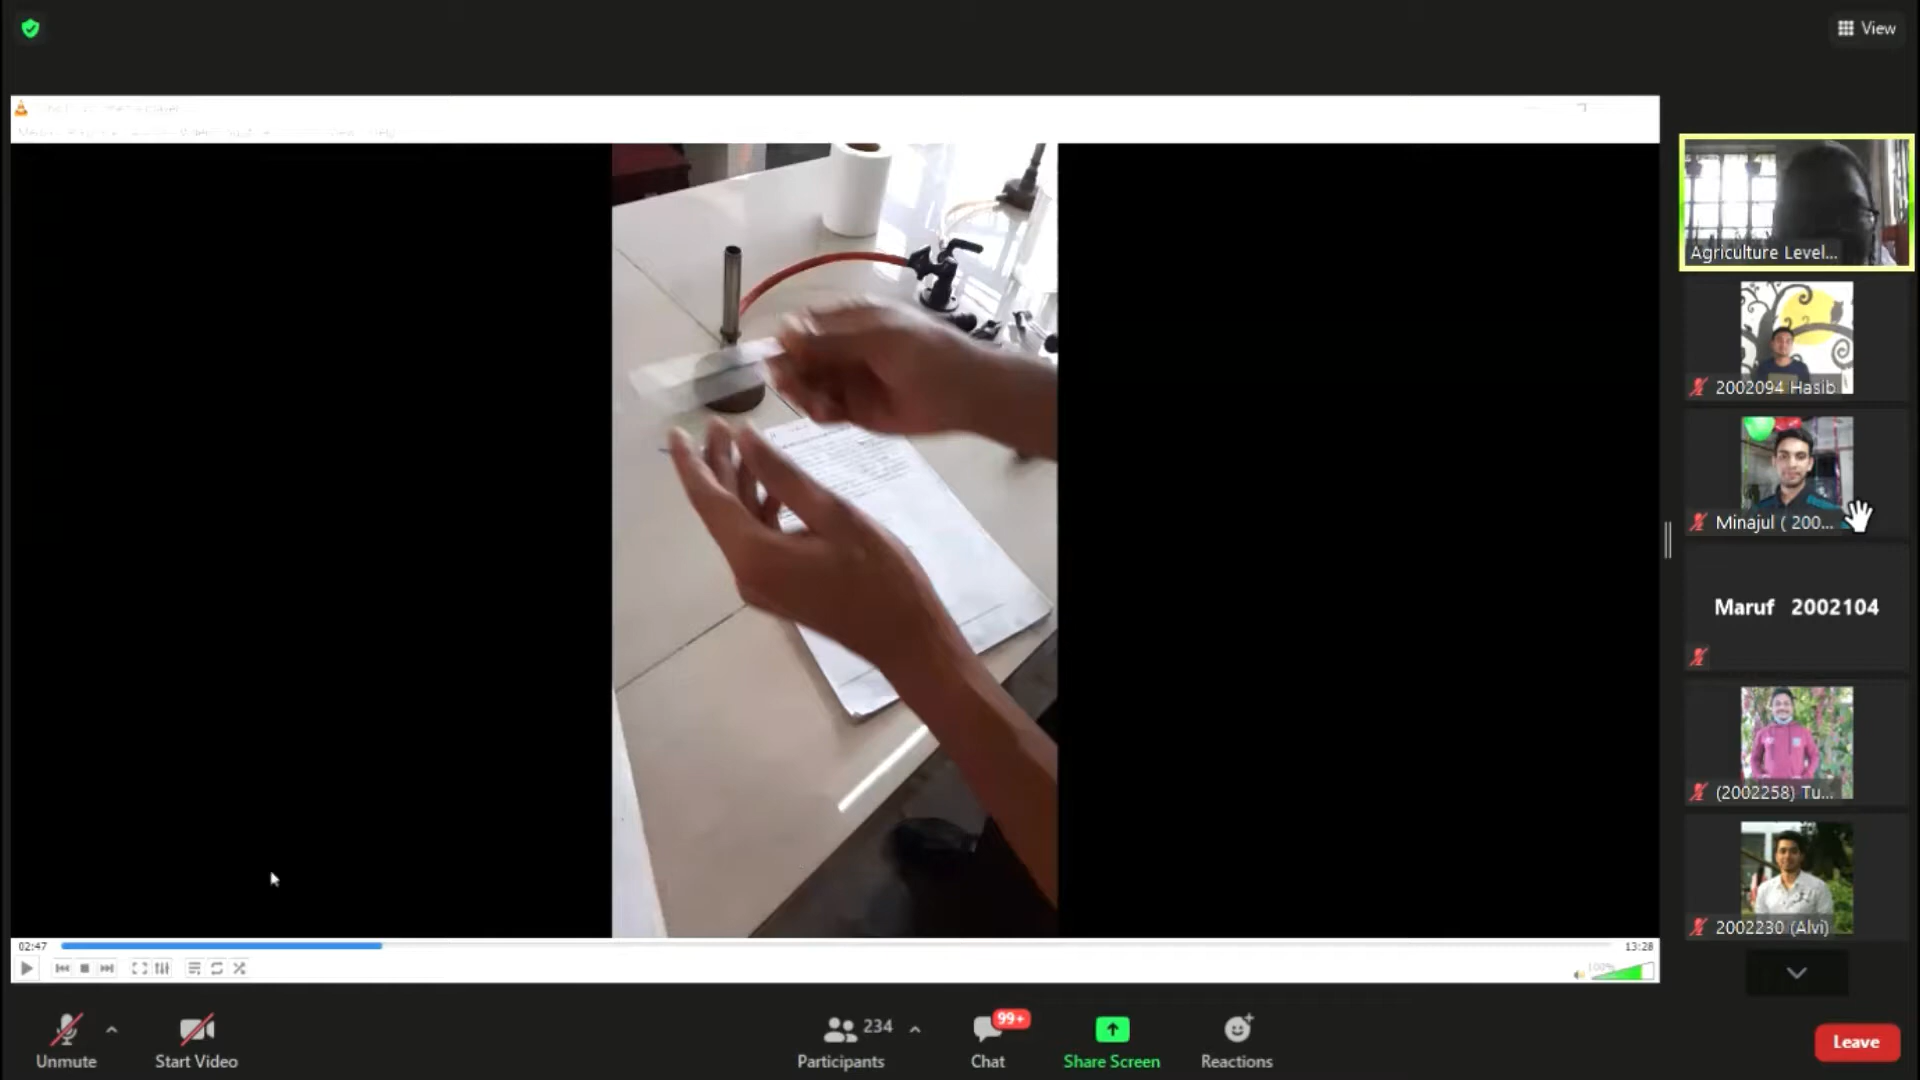 View
Agriculture Level...
2002094 Hasib
Minajul ( 200...
Maruf 2002104
(2002258) Tu...
2002230 (Alvi)
02:47
13:28
100%
Unmute
Start Video
234
Participants
99+
Chat
Share Screen
Reactions
Leave